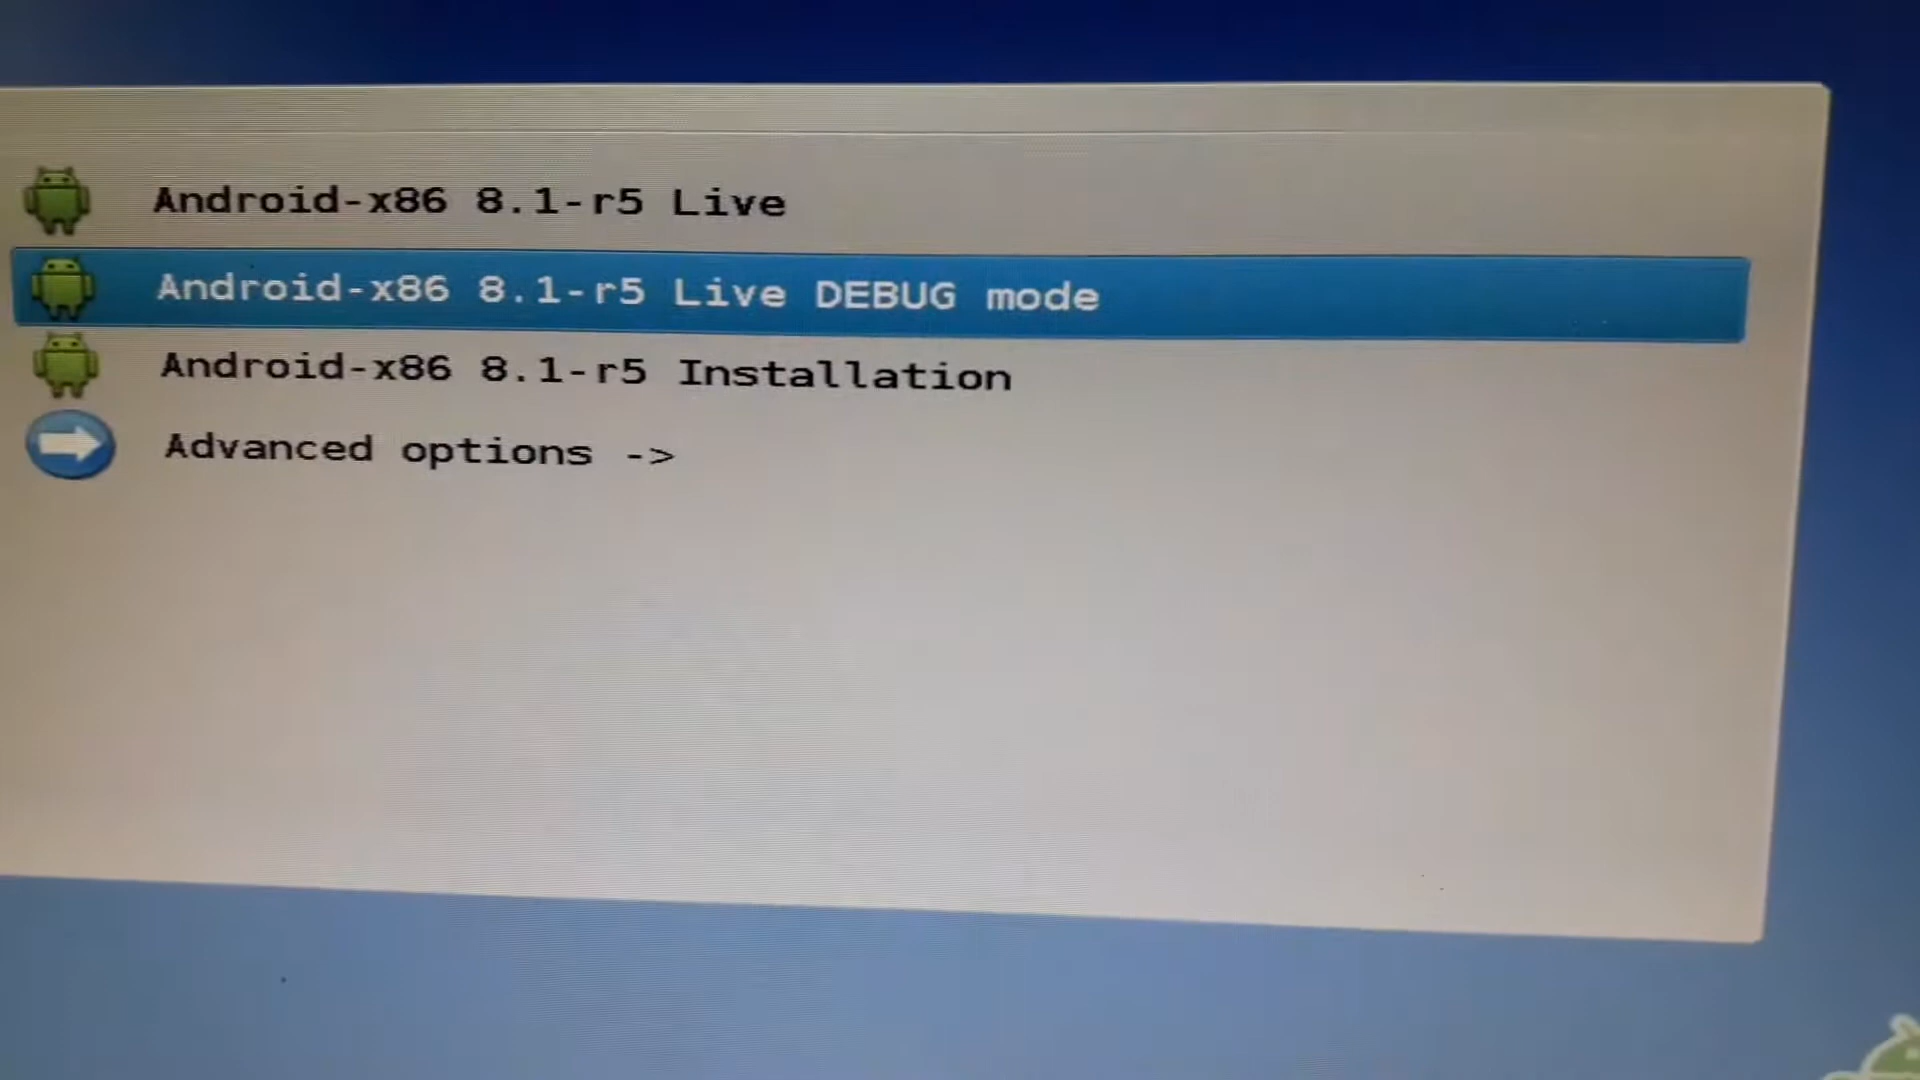 Android-x86 8.1-r5 Live
Android-x86 8.1-r5 Live DEBUG mode
Android-x86 8.1-r5 Installation
Advanced options ->